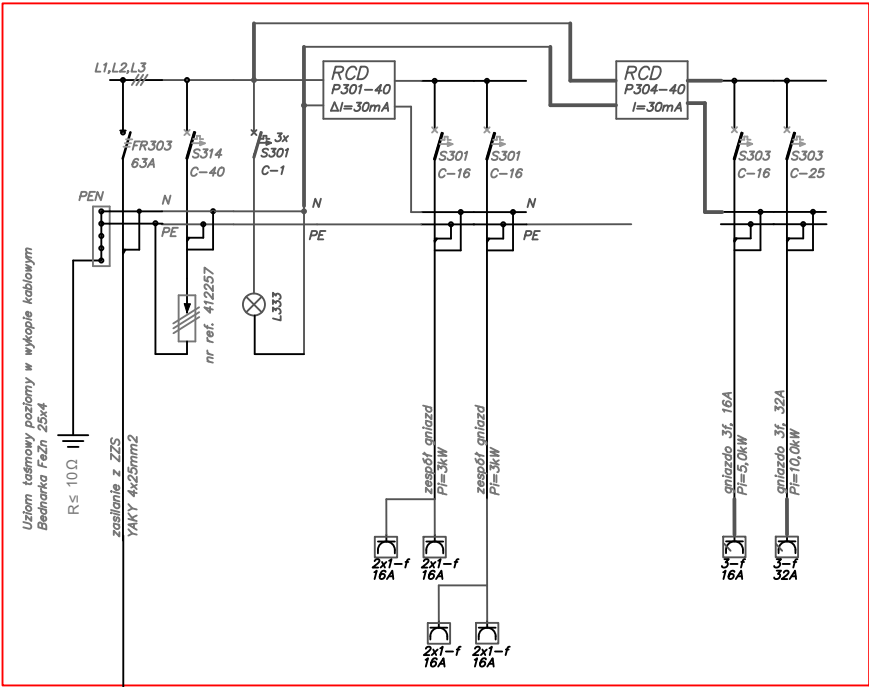 L1,L2,L3
RCD
P301-40
ΔI=30mA
RCD
P304-40
I=30mA
FR303
63A
S314
C-40
3x
S301
C-1
S301
C-16
S301
C-16
S303
C-16
S303
C-25
PEN
N
PE
N
PE
N
PE
Uziom taśmowy poziomy w wykopie kablowym
Bednarka FeZn 25x4
R≤ 10Ω
zasilanie z ZZS
YAKY 4x25mm2
nr ref. 412257
L333
zespół gniazd
Pi=3kW
zespół gniazd
Pi=3kW
gniazdo 3f, 16A
Pi=5,0kW
gniazdo 3f, 32A
Pi=10,0kW
2x1-f
16A
2x1-f
16A
3-f
16A
3-f
32A
2x1-f
16A
2x1-f
16A